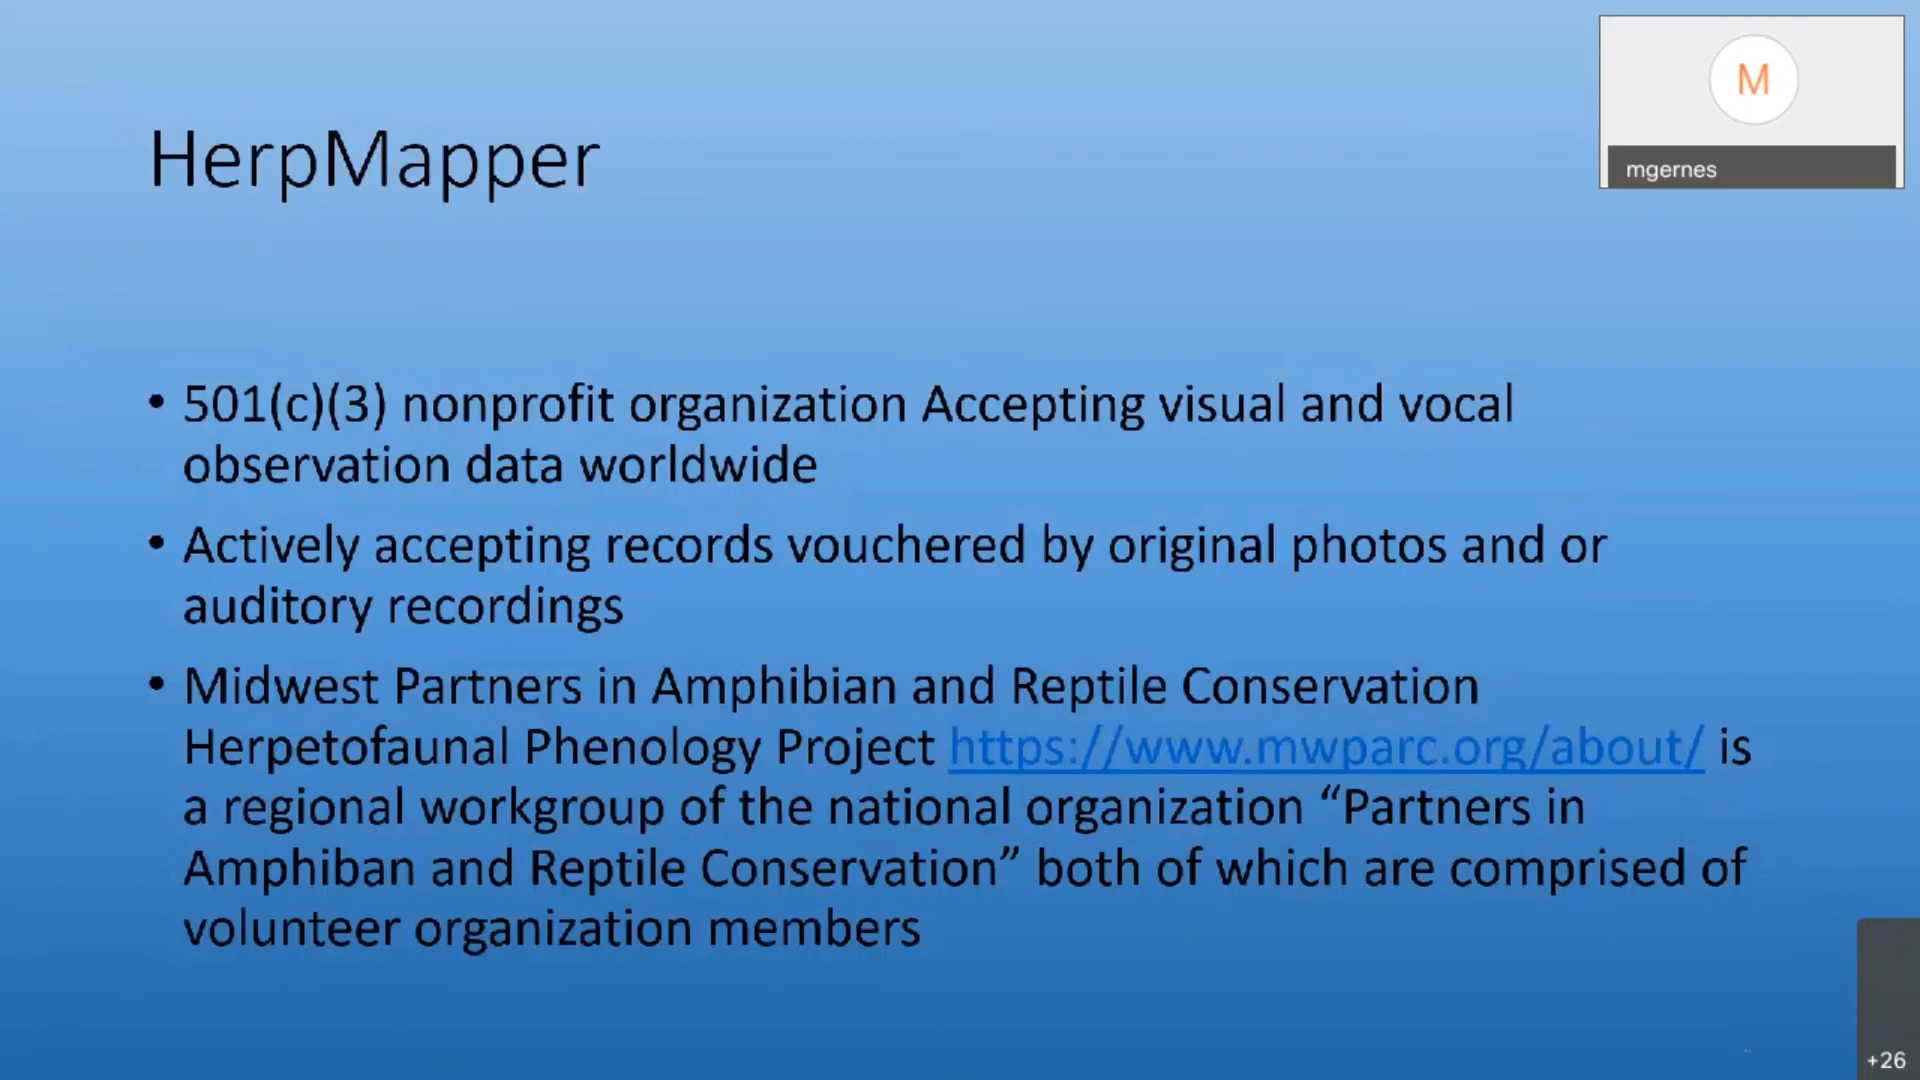 M
mgernes
HerpMapper
• 501(c)(3) nonprofit organization Accepting visual and vocal
observation data worldwide
• Actively accepting records vouchered by original photos and or
auditory recordings
• Midwest Partners in Amphibian and Reptile Conservation
Herpetofaunal Phenology Project https://www.mwparc.org/about/ is
a regional workgroup of the national organization “Partners in
Amphiban and Reptile Conservation” both of which are comprised of
volunteer organization members
+26